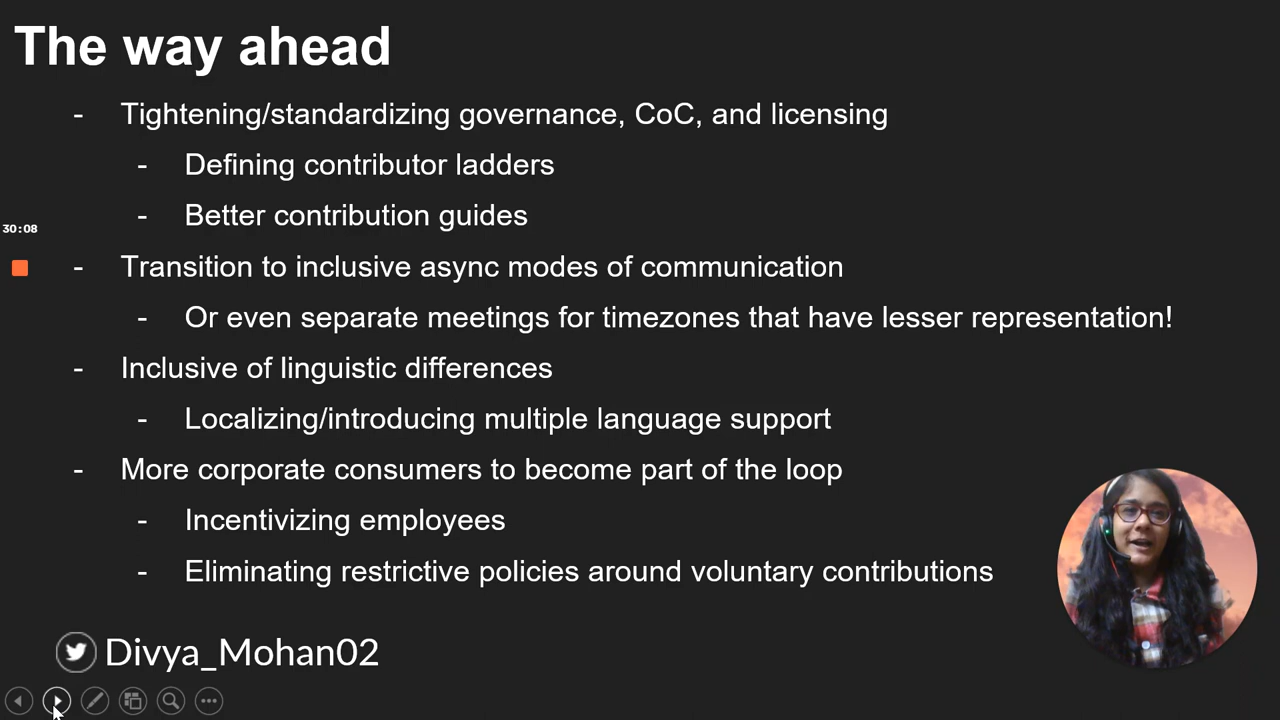 The way ahead
- Tightening/standardizing governance, CoC, and licensing
- Defining contributor ladders
- Better contribution guides
30:08
- Transition to inclusive async modes of communication
- Or even separate meetings for timezones that have lesser representation!
- Inclusive of linguistic differences
- Localizing/introducing multiple language support
- More corporate consumers to become part of the loop
- Incentivizing employees
- Eliminating restrictive policies around voluntary contributions
Divya_Mohan02